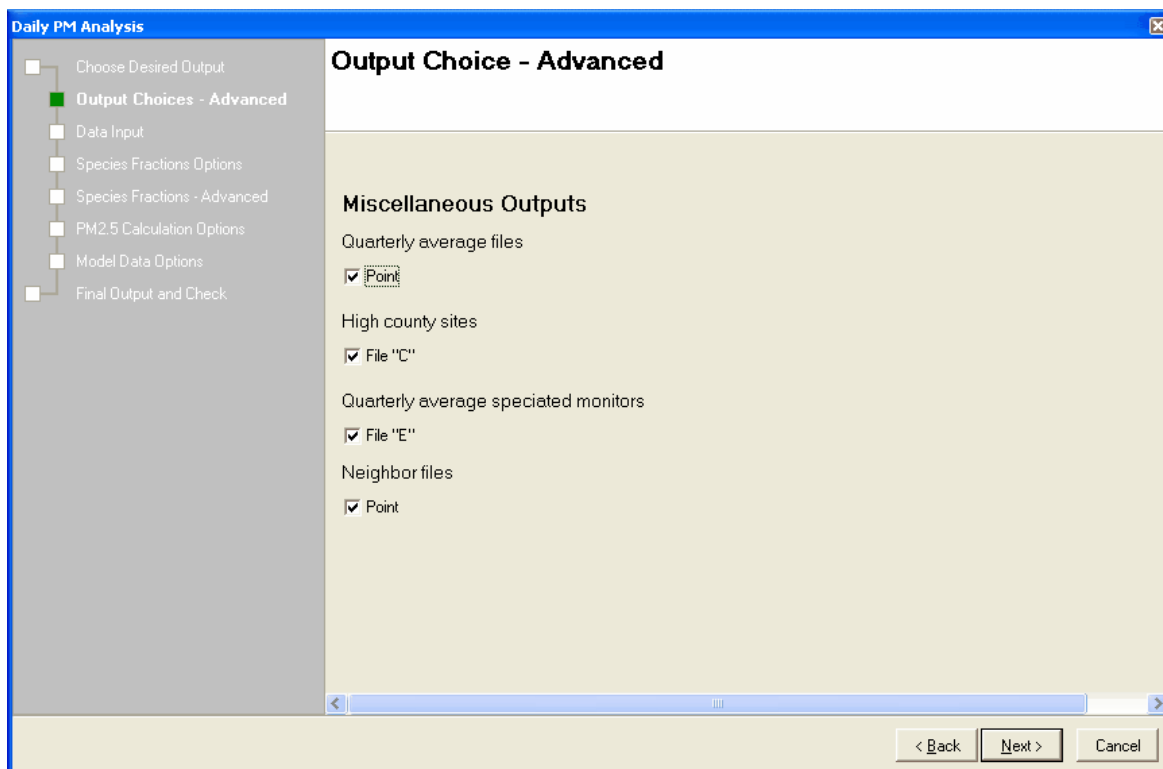 Daily PM Analysis
Choose Desired Output
Output Choices - Advanced
Data Input
Species Fractions Options
Species Fractions - Advanced
PM2.5 Calculation Options
Model Data Options
Final Output and Check
Output Choice - Advanced
Miscellaneous Outputs
Quarterly average files
Point
High county sites
File "C"
Quarterly average speciated monitors
File "E"
Neighbor files
Point
< Back
Next >
Cancel